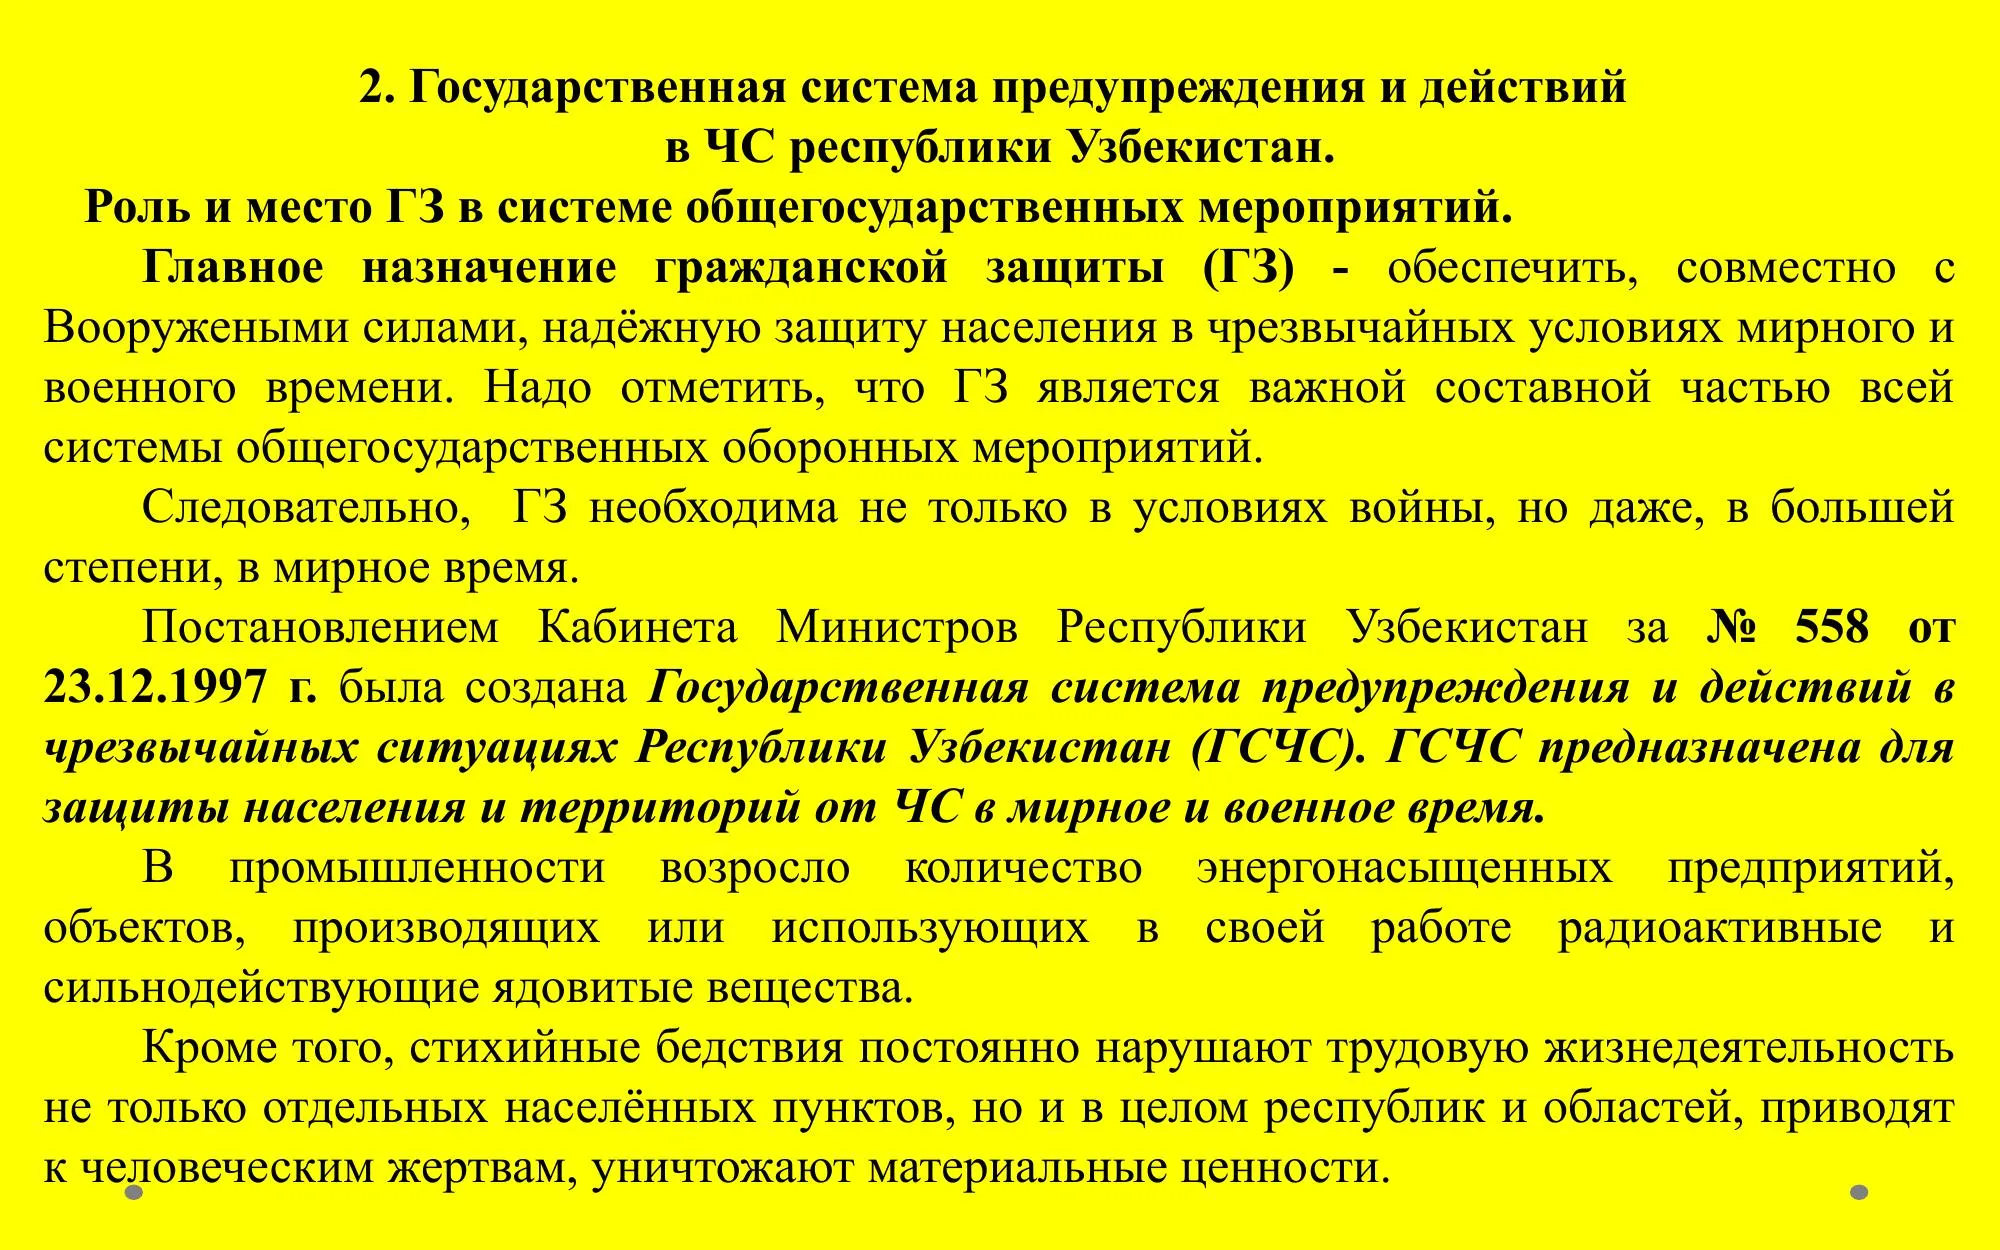 2. Государственная система предупреждения и действий
в ЧС республики Узбекистан.
Роль и место ГЗ в системе общегосударственных мероприятий.
Главное назначение гражданской защиты (ГЗ) - обеспечить, совместно с
Вооружеными силами, надёжную защиту населения в чрезвычайных условиях мирного и
военного времени. Надо отметить, что ГЗ является важной составной частью всей
системы общегосударственных оборонных мероприятий.
Следовательно, ГЗ необходима не только в условиях войны, но даже, в большей
степени, в мирное время.
Постановлением Кабинета Министров Республики Узбекистан за № 558 от
23.12.1997 г. была создана Государственная система предупреждения и действий в
чрезвычайных ситуациях Республики Узбекистан (ГСЧС). ГСЧС предназначена для
защиты населения и территорий от ЧС в мирное и военное время.
В промышленности возросло количество энергонасыщенных предприятий,
объектов, производящих или использующих в своей работе радиоактивные и
сильнодействующие ядовитые вещества.
Кроме того, стихийные бедствия постоянно нарушают трудовую жизнедеятельность
не только отдельных населённых пунктов, но и в целом республик и областей, приводят
к человеческим жертвам, уничтожают материальные ценности.